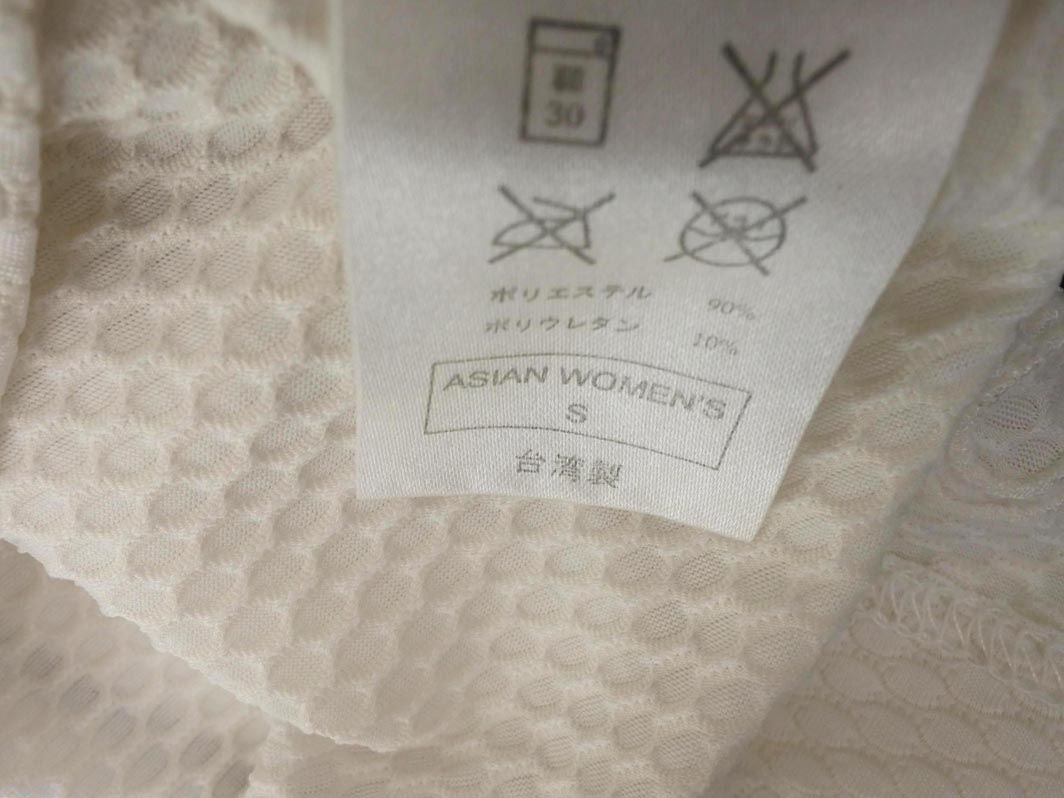 30
ポリエステル 90%
ポリウレタン 10%
ASIAN WOMEN'S
S
台湾製